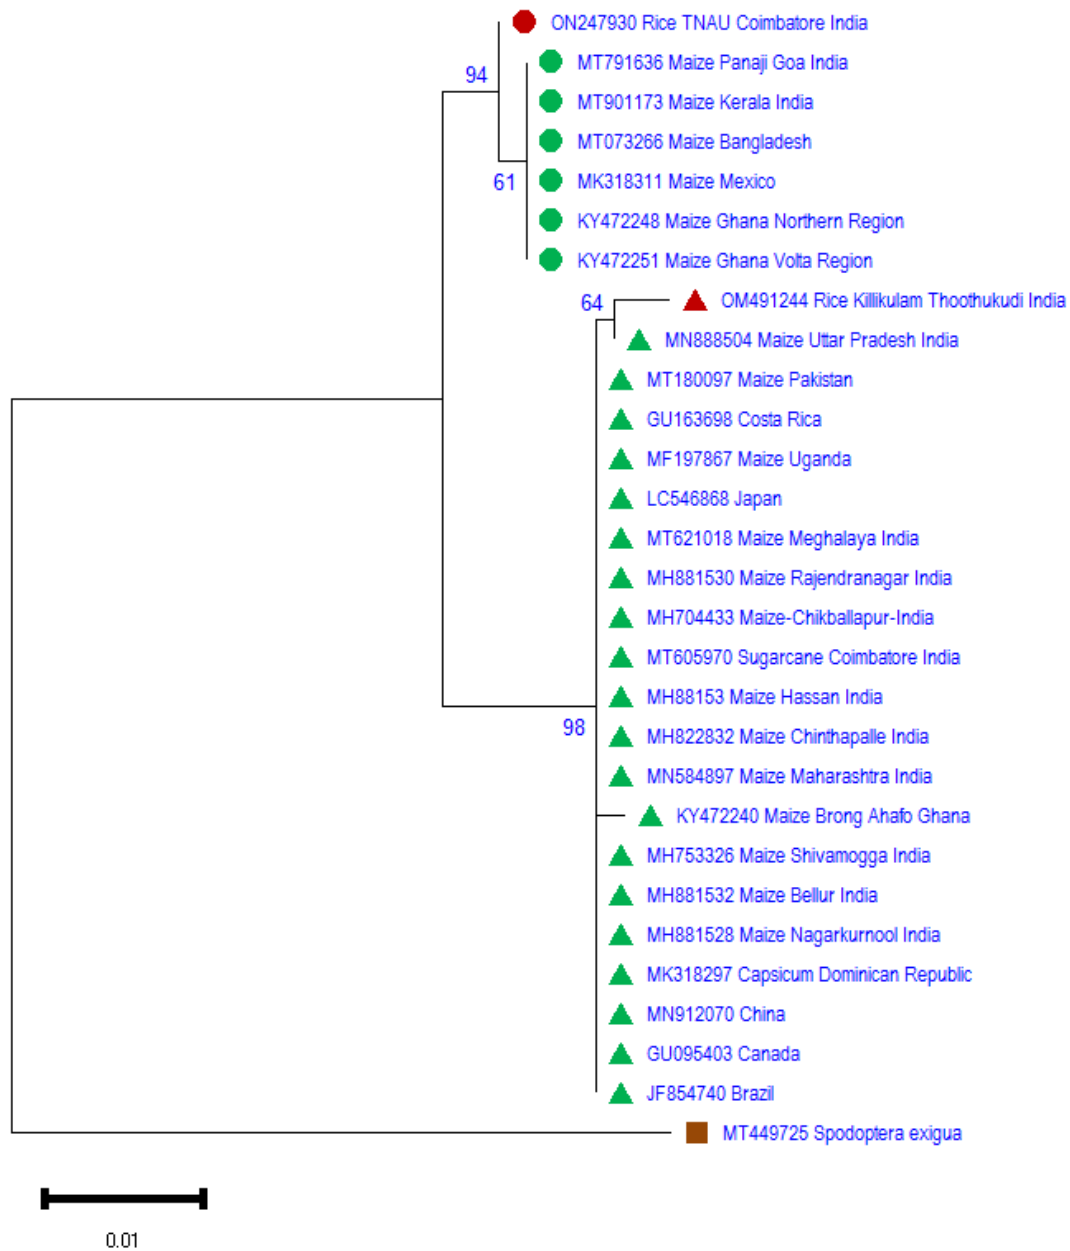 ON247930 Rice TNAU Coimbatore India
MT791636 Maize Panaji Goa India
94
MT901173 Maize Kerala India
MT073266 Maize Bangladesh
MK318311 Maize Mexico
61
KY472248 Maize Ghana Northern Region
KY472251 Maize Ghana Volta Region
64
OM491244 Rice Killikulam Thoothukudi India
MN888504 Maize Uttar Pradesh India
MT180097 Maize Pakistan
GU163698 Costa Rica
MF197867 Maize Uganda
LC546868 Japan
MT621018 Maize Meghalaya India
MH881530 Maize Rajendranagar India
MH704433 Maize-Chikballapur-India
MT605970 Sugarcane Coimbatore India
MH88153 Maize Hassan India
98
MH822832 Maize Chinthapalle India
MN584897 Maize Maharashtra India
KY472240 Maize Brong Ahafo Ghana
MH753326 Maize Shivamogga India
MH881532 Maize Bellur India
MH881528 Maize Nagarkurnool India
MK318297 Capsicum Dominican Republic
MN912070 China
GU095403 Canada
JF854740 Brazil
MT449725 Spodoptera exigua
0.01